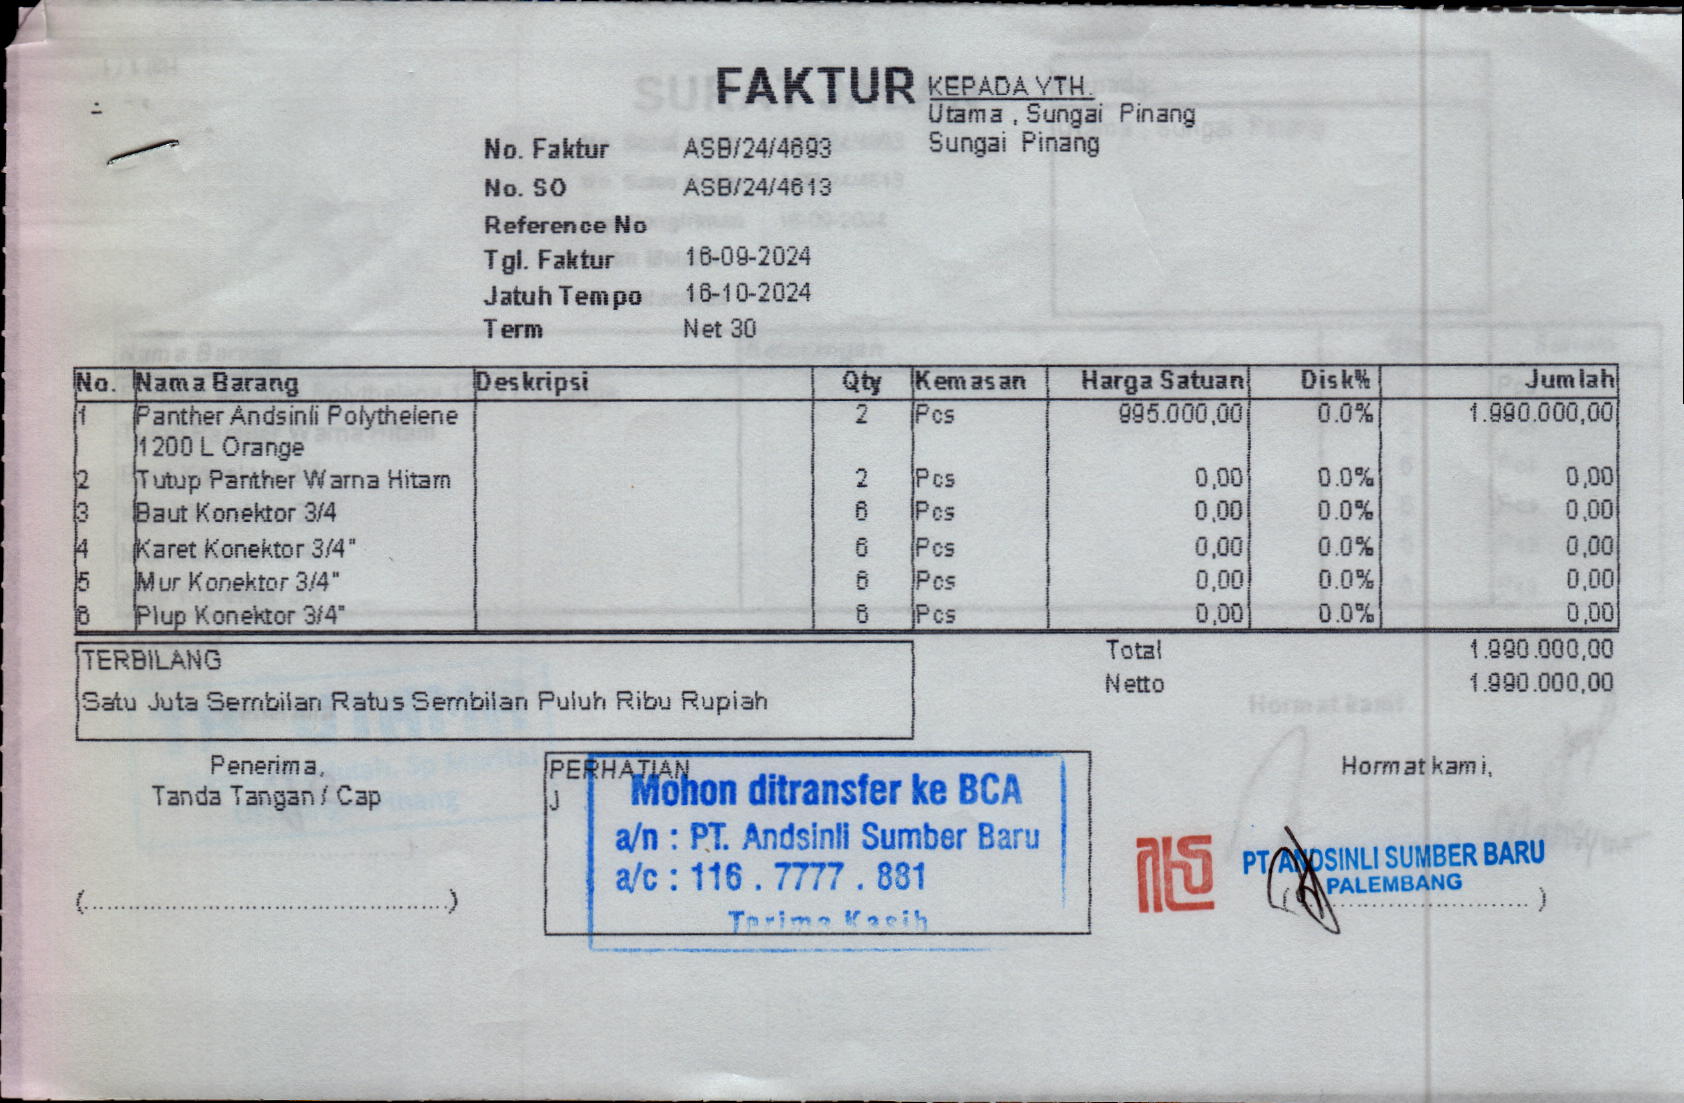 FAKTUR
KEPADA YTH.
Utama , Sungai Pinang
Sungai Pinang
No. Faktur ASB/24/4693
No. SO ASB/24/4613
Reference No
Tgl. Faktur 16-09-2024
Jatuh Tempo 16-10-2024
Term Net 30
No. Nama Barang Deskripsi Qty Kemasan Harga Satuan Disk% Jumlah
1 Panther Andsinli Polythelene 2 Pcs 995.000,00 0.0% 1.990.000,00
1200 L Orange
2 Tutup Panther Warna Hitam 2 Pcs 0,00 0.0% 0,00
3 Baut Konektor 3/4 6 Pcs 0,00 0.0% 0,00
4 Karet Konektor 3/4" 6 Pcs 0,00 0.0% 0,00
5 Mur Konektor 3/4" 6 Pcs 0,00 0.0% 0,00
6 Plup Konektor 3/4" 6 Pcs 0,00 0.0% 0,00
TERBILANG
Satu Juta Sembilan Ratus Sembilan Puluh Ribu Rupiah
Total 1.990.000,00
Netto 1.990.000,00
Penerima,
Tanda Tangan / Cap
(................................................)
PERHATIAN
J
Mohon ditransfer ke BCA
a/n : PT. Andsinli Sumber Baru
a/c : 116 . 7777 . 881
Terima Kasih
Hormat kami,
PT ANDSINLI SUMBER BARU
PALEMBANG
(................................)